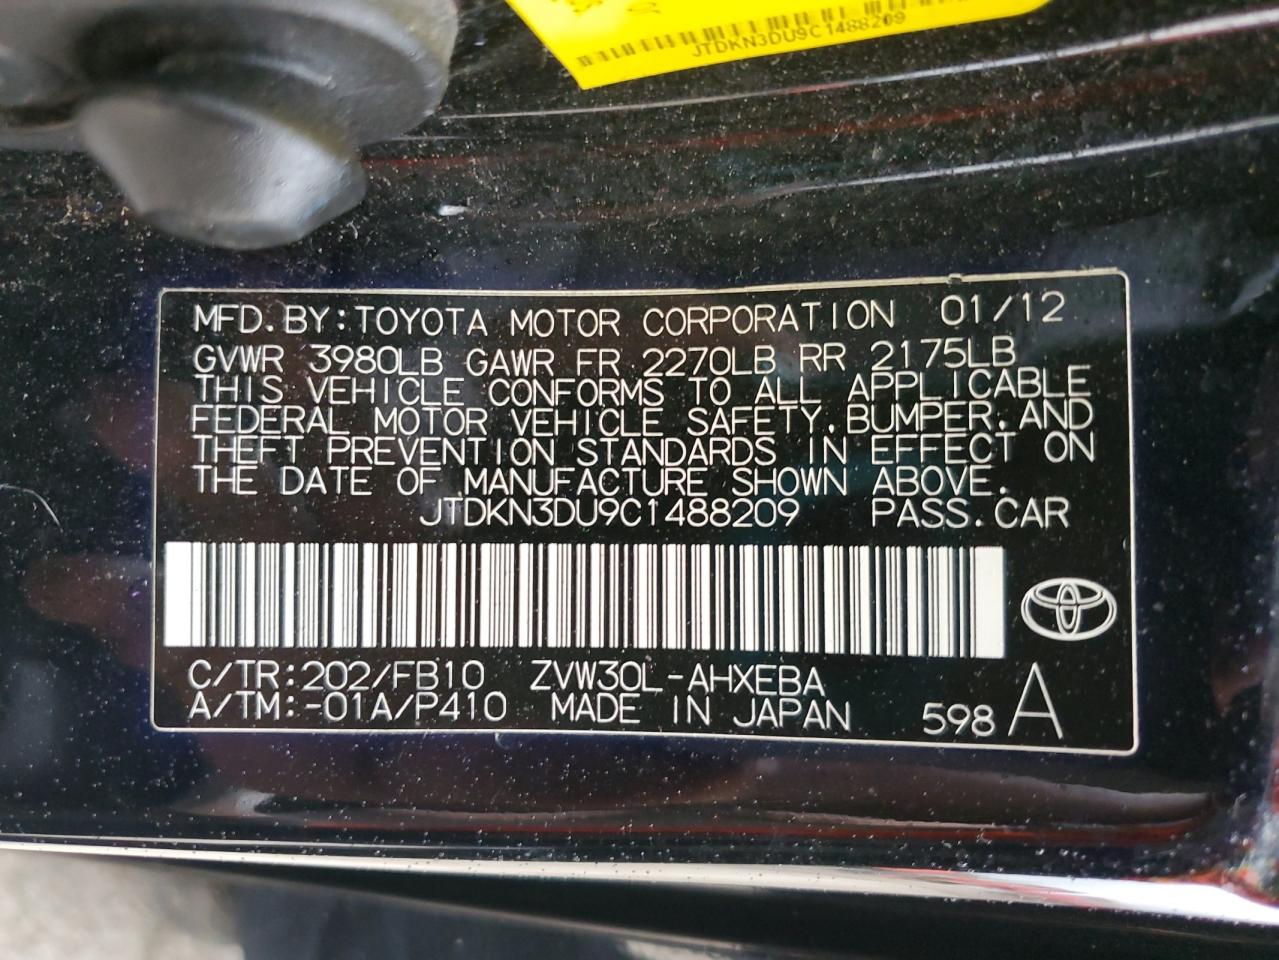 JTDKN3DU9C1488209
MFD.BY:TOYOTA MOTOR CORPORATION 01/12
GVWR 3980LB GAWR FR 2270LB RR 2175LB
THIS VEHICLE CONFORMS TO ALL APPLICABLE
FEDERAL MOTOR VEHICLE SAFETY,BUMPER,AND
THEFT PREVENTION STANDARDS IN EFFECT ON
THE DATE OF MANUFACTURE SHOWN ABOVE.
JTDKN3DU9C1488209 PASS.CAR
C/TR:202/FB10 ZVW30L-AHXEBA
A/TM:-01A/P410 MADE IN JAPAN 598 A